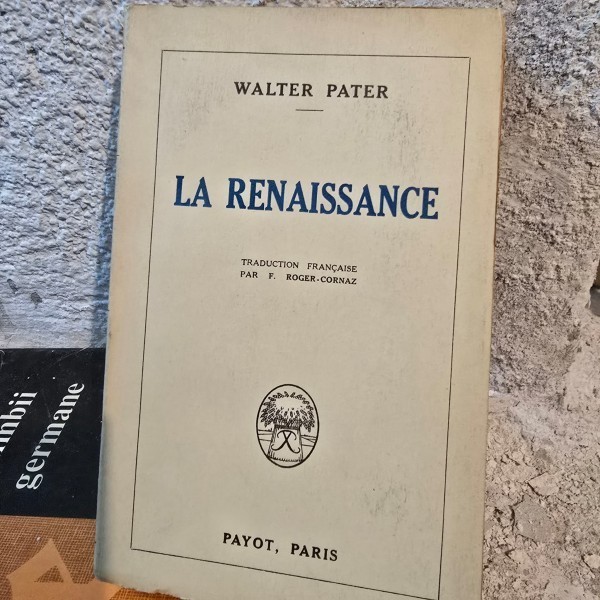 WALTER PATER
LA RENAISSANCE
TRADUCTION FRANÇAISE
PAR F. ROGER-CORNAZ
PAYOT, PARIS
germane